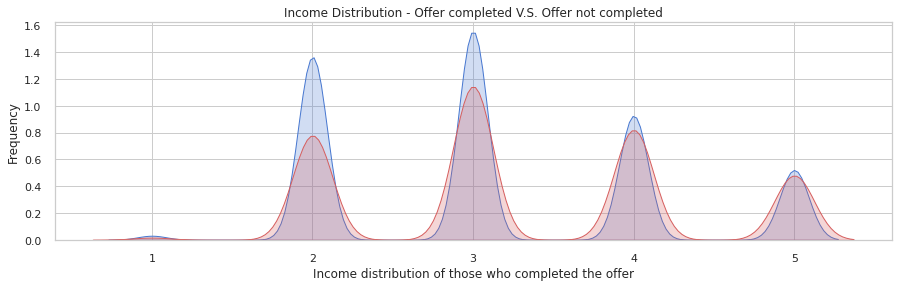 Income Distribution - Offer completed V.S. Offer not completed
Frequency
1.6
1.4
1.2
1.0
0.8
0.6
0.4
0.2
0.0
1 2 3 4 5
Income distribution of those who completed the offer